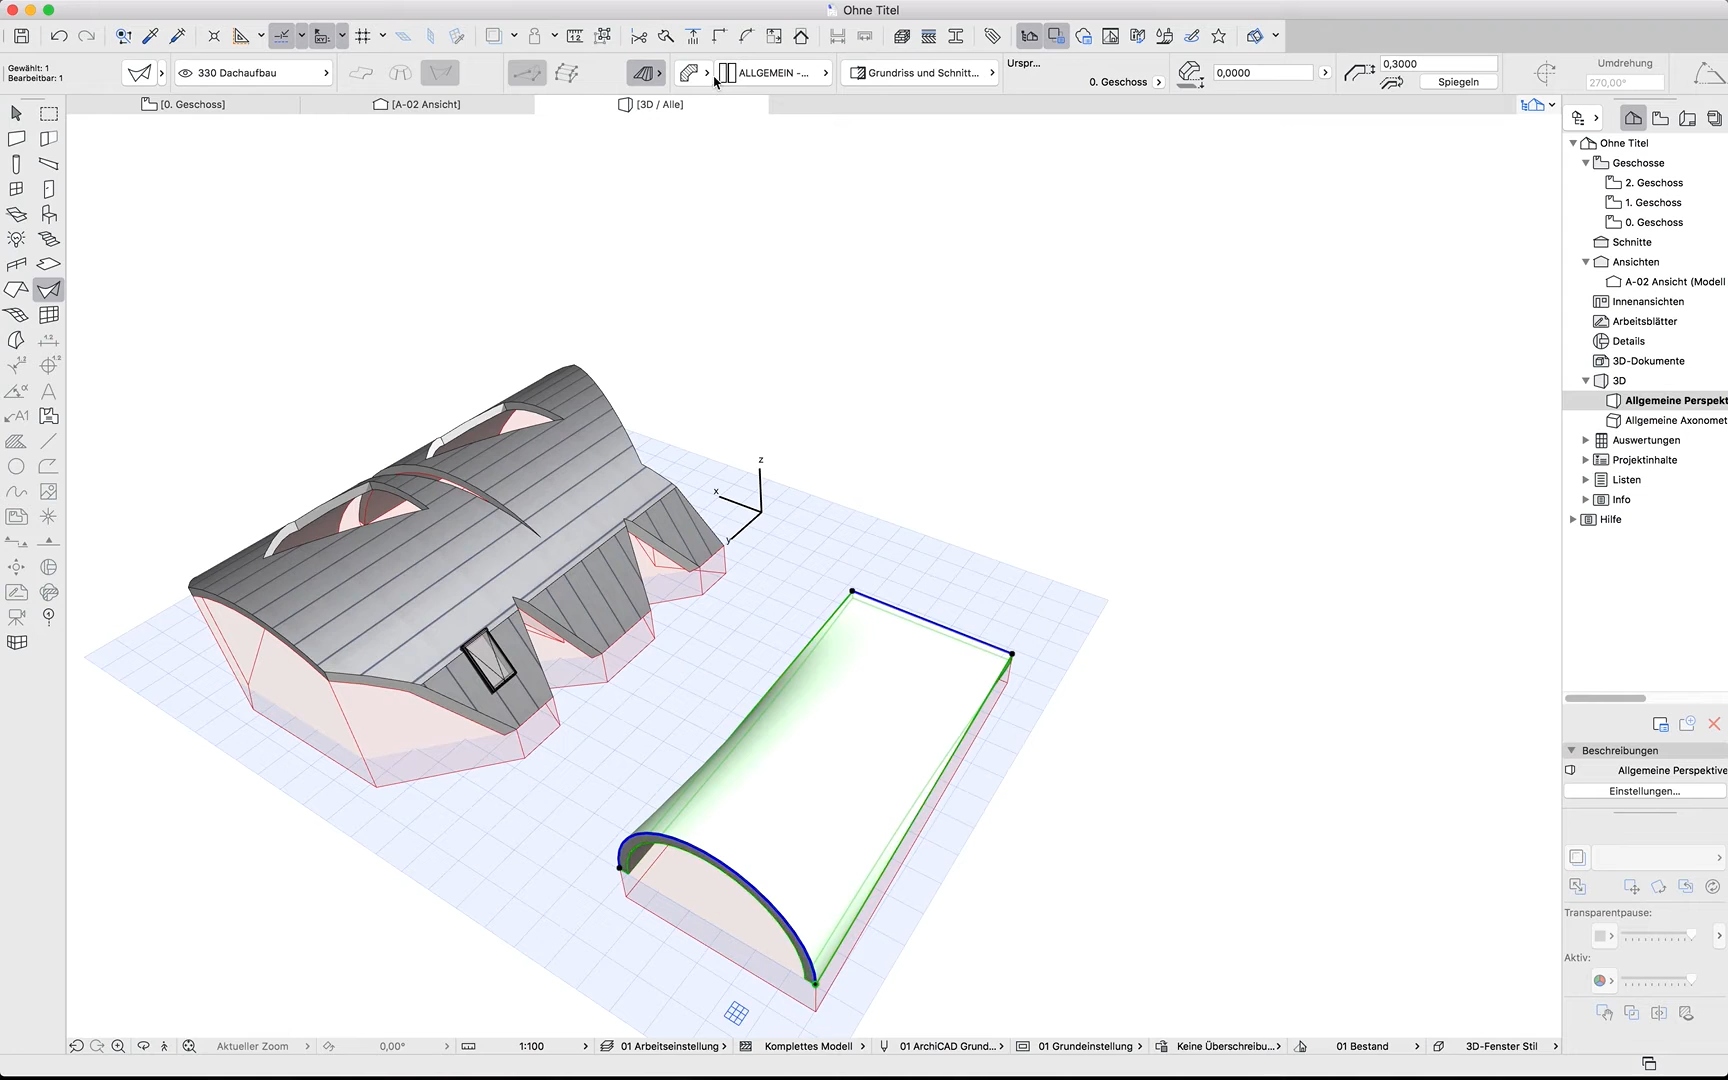 Ohne Titel
Gewählt: 1
Bearbeitbar: 1
330 Dachaufbau
ALLGEMEIN -...
Grundriss und Schnitt...
Urspr...
0. Geschoss
0,0000
0,3000
Spiegeln
Umdrehung
270,00°
[0. Geschoss]
[A-02 Ansicht]
[3D / Alle]
Ohne Titel
Geschosse
2. Geschoss
1. Geschoss
0. Geschoss
Schnitte
Ansichten
A-02 Ansicht (Modell
Innenansichten
Arbeitsblätter
Details
3D-Dokumente
3D
Allgemeine Perspekt
Allgemeine Axonomet
Auswertungen
Projektinhalte
Listen
Info
Hilfe
z
x
y
Beschreibungen
Allgemeine Perspektive
Einstellungen...
Transparentpause:
Aktiv:
Aktueller Zoom
0,00°
1:100
01 Arbeitseinstellung
Komplettes Modell
01 ArchiCAD Grund...
01 Grundeinstellung
Keine Überschreibu...
01 Bestand
3D-Fenster Stil